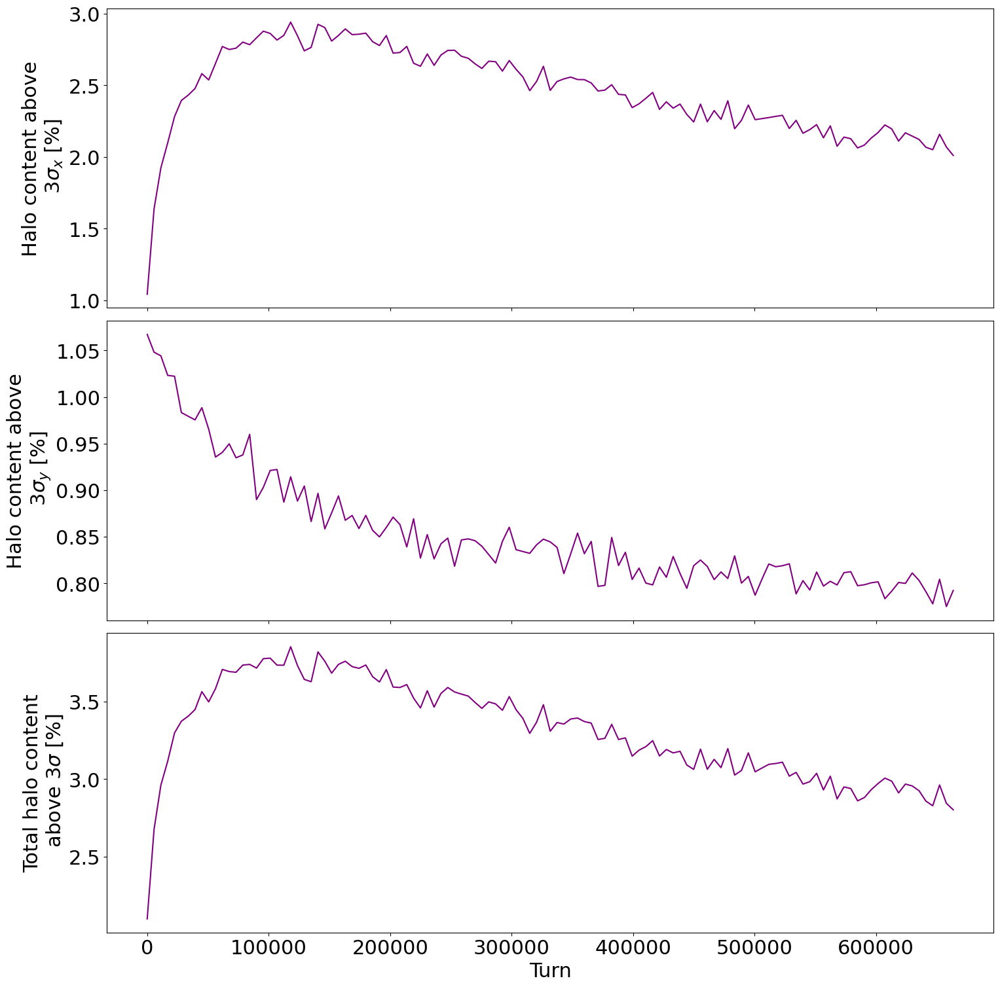 Halo content above
3σx [%]
3.0
2.5
2.0
1.5
1.0
Halo content above
3σy [%]
1.05
1.00
0.95
0.90
0.85
0.80
Total halo content
above 3σ [%]
3.5
3.0
2.5
0 100000 200000 300000 400000 500000 600000
Turn